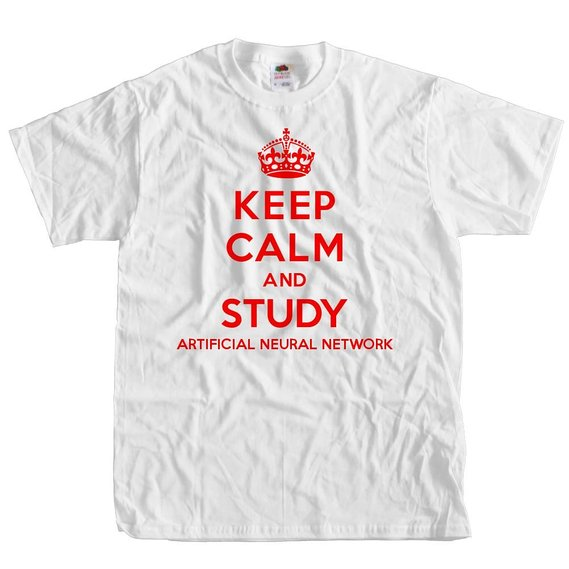 KEEP
CALM
AND
STUDY
ARTIFICIAL NEURAL NETWORK